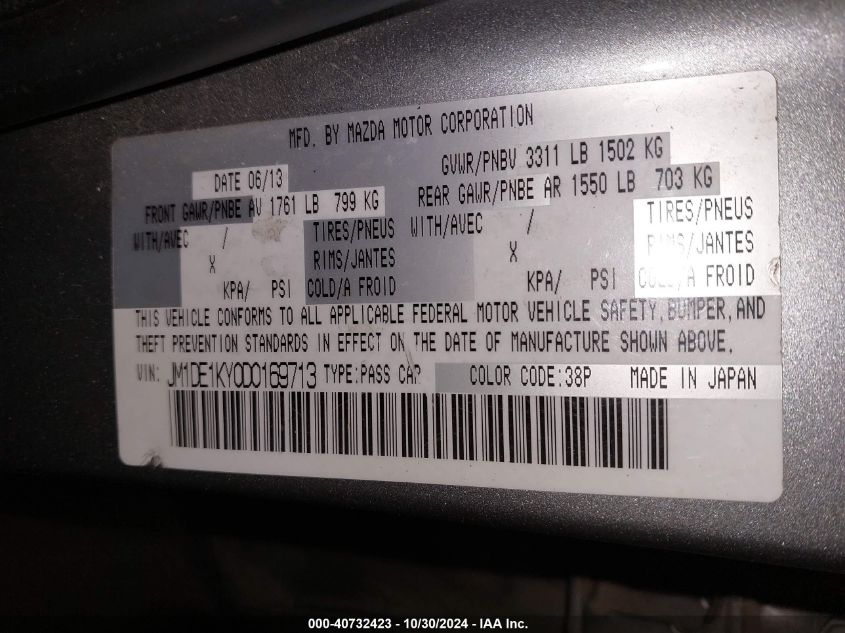 MFD. BY MAZDA MOTOR CORPORATION
DATE 06/13 GVWR/PNBV 3311 LB 1502 KG
FRONT GAWR/PNBE AV 1761 LB 799 KG REAR GAWR/PNBE AR 1550 LB 703 KG
WITH/AVEC / TIRES/PNEUS WITH/AVEC / TIRES/PNEUS
X RIMS/JANTES X RIMS/JANTES
KPA/ PSI COLD/A FROID KPA/ PSI COLD/A FROID
THIS VEHICLE CONFORMS TO ALL APPLICABLE FEDERAL MOTOR VEHICLE SAFETY, BUMPER, AND
THEFT PREVENTION STANDARDS IN EFFECT ON THE DATE OF MANUFACTURE SHOWN ABOVE.
VIN: JM1DE1KY0D0169713 TYPE:PASS CAR COLOR CODE:38P MADE IN JAPAN
000-40732423 - 10/30/2024 - IAA Inc.